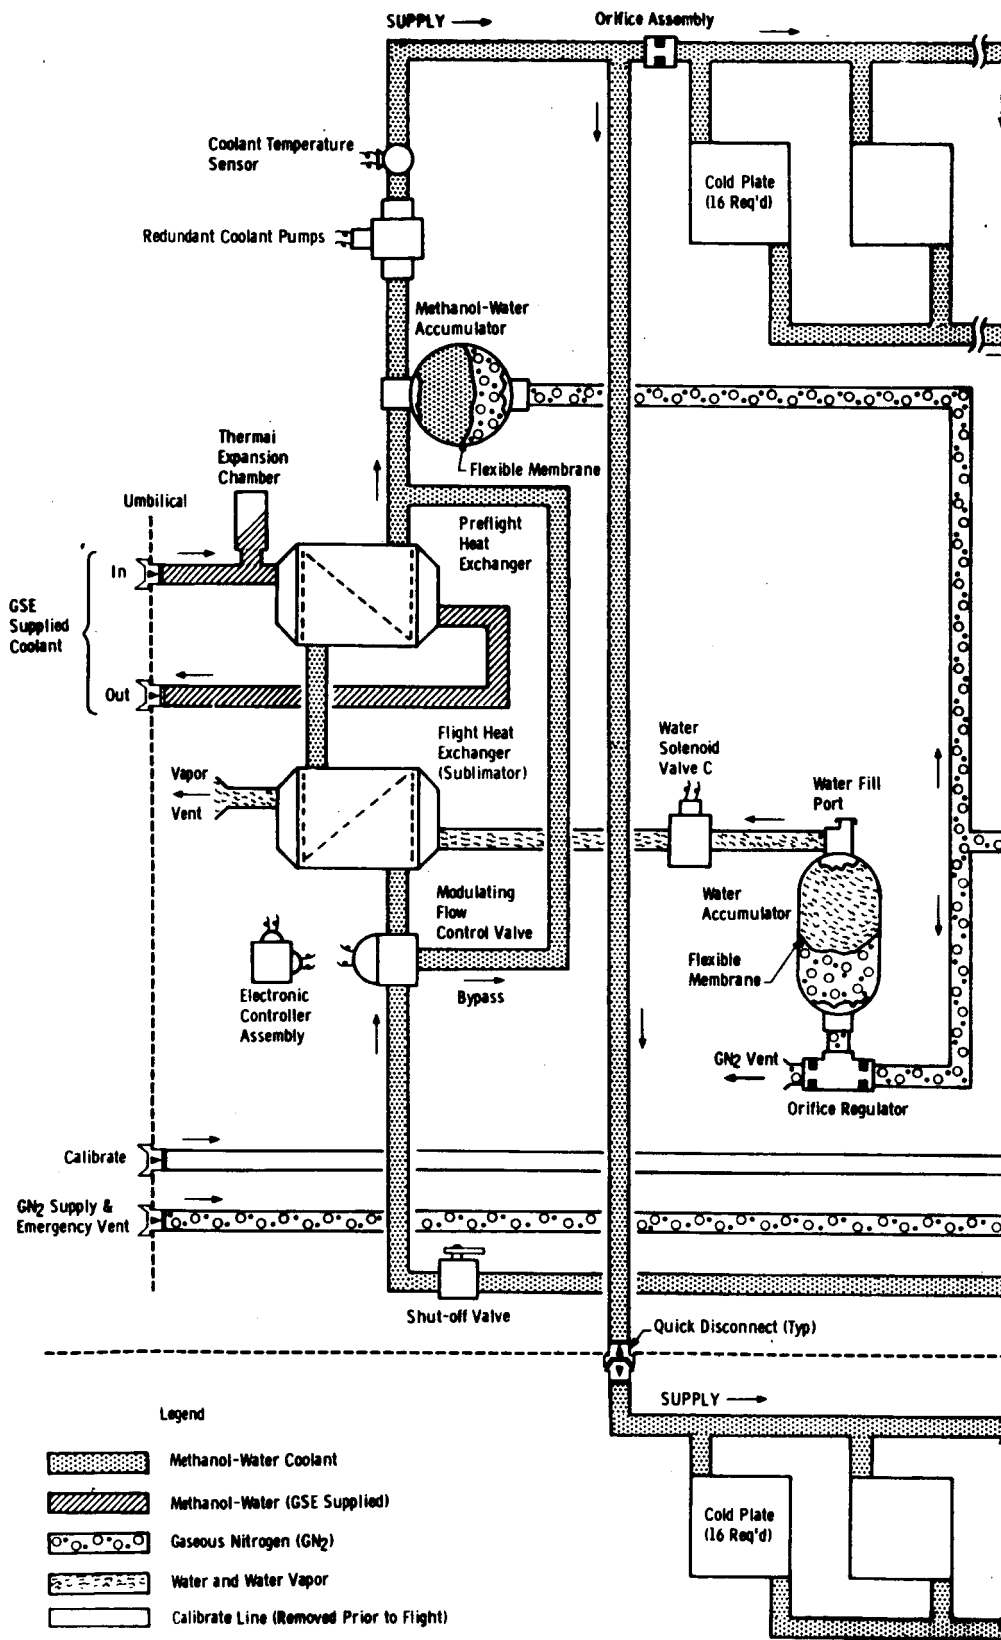 SUPPLY
Orifice Assembly
Coolant Temperature
Sensor
Cold Plate
(16 Req'd)
Redundant Coolant Pumps
Methanol-Water
Accumulator
Flexible Membrane
Thermal
Expansion
Chamber
Umbilical
Preflight
Heat
Exchanger
In
GSE
Supplied
Coolant
Out
Flight Heat
Exchanger
(Sublimator)
Water
Solenoid
Valve C
Vapor
Vent
Water Fill
Port
Modulating
Flow
Control Valve
Water
Accumulator
Flexible
Membrane
Electronic
Controller
Assembly
Bypass
GN2 Vent
Orifice Regulator
Calibrate
GN2 Supply &
Emergency Vent
Shut-off Valve
Quick Disconnect (Typ)
SUPPLY
Legend
Methanol-Water Coolant
Methanol-Water (GSE Supplied)
Gaseous Nitrogen (GN2)
Water and Water Vapor
Calibrate Line (Removed Prior to Flight)
Cold Plate
(16 Req'd)